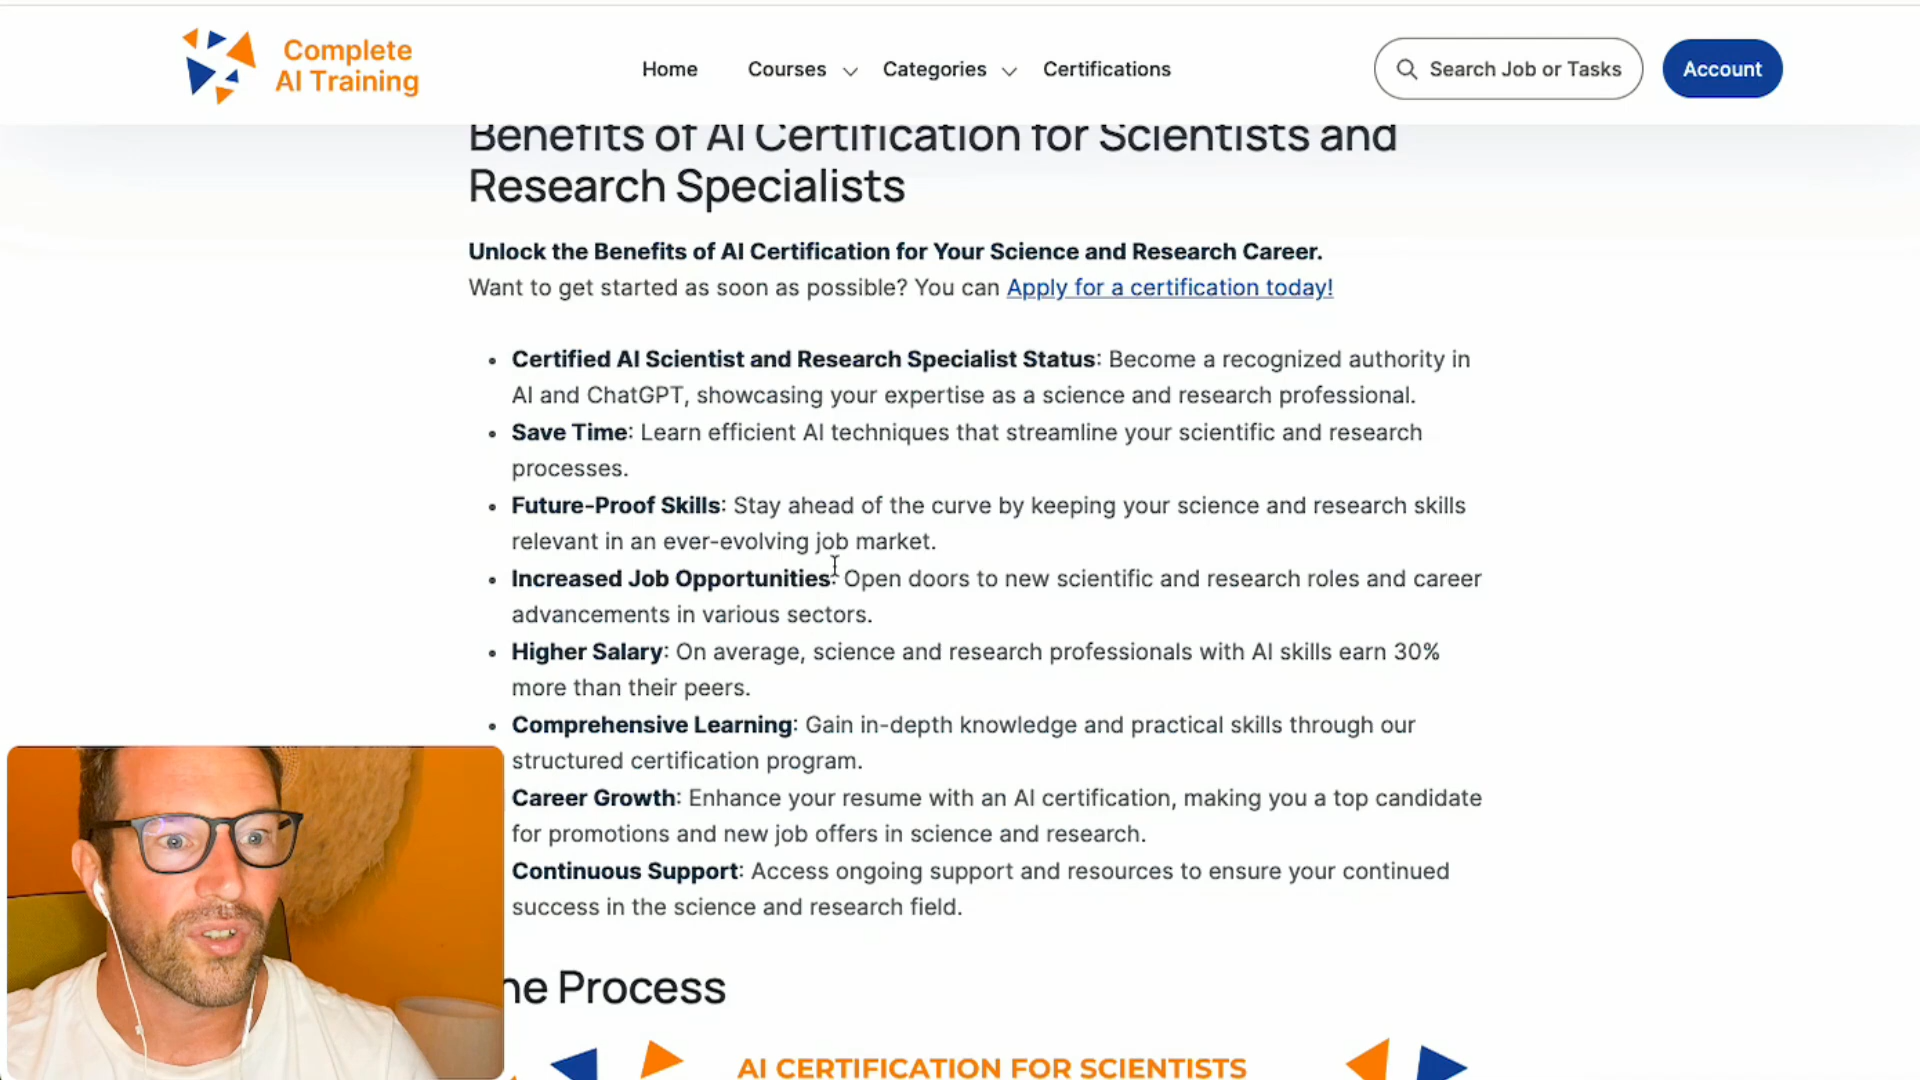 Complete
AI Training
Home
Courses
Categories
Certifications
Search Job or Tasks
Account
Benefits of AI Certification for Scientists and
Research Specialists
Unlock the Benefits of AI Certification for Your Science and Research Career.
Want to get started as soon as possible? You can Apply for a certification today!
• Certified AI Scientist and Research Specialist Status: Become a recognized authority in
AI and ChatGPT, showcasing your expertise as a science and research professional.
• Save Time: Learn efficient AI techniques that streamline your scientific and research
processes.
• Future-Proof Skills: Stay ahead of the curve by keeping your science and research skills
relevant in an ever-evolving job market.
• Increased Job Opportunities: Open doors to new scientific and research roles and career
advancements in various sectors.
• Higher Salary: On average, science and research professionals with AI skills earn 30%
more than their peers.
• Comprehensive Learning: Gain in-depth knowledge and practical skills through our
structured certification program.
Career Growth: Enhance your resume with an AI certification, making you a top candidate
for promotions and new job offers in science and research.
Continuous Support: Access ongoing support and resources to ensure your continued
success in the science and research field.
he Process
AI CERTIFICATION FOR SCIENTISTS